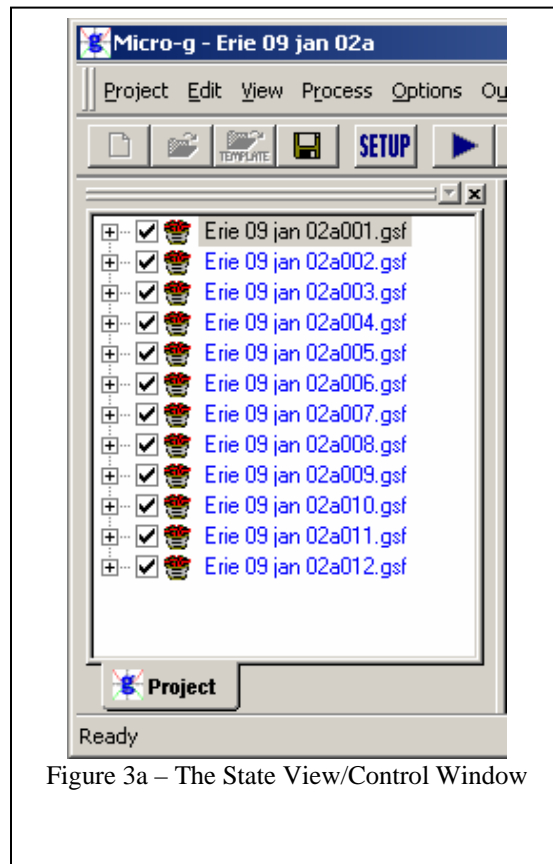 Micro-g - Erie 09 jan 02a
Project Edit View Process Options Ou
TEMPLATE SETUP
Erie 09 jan 02a001.gsf
Erie 09 jan 02a002.gsf
Erie 09 jan 02a003.gsf
Erie 09 jan 02a004.gsf
Erie 09 jan 02a005.gsf
Erie 09 jan 02a006.gsf
Erie 09 jan 02a007.gsf
Erie 09 jan 02a008.gsf
Erie 09 jan 02a009.gsf
Erie 09 jan 02a010.gsf
Erie 09 jan 02a011.gsf
Erie 09 jan 02a012.gsf
g Project
Ready
Figure 3a – The State View/Control Window